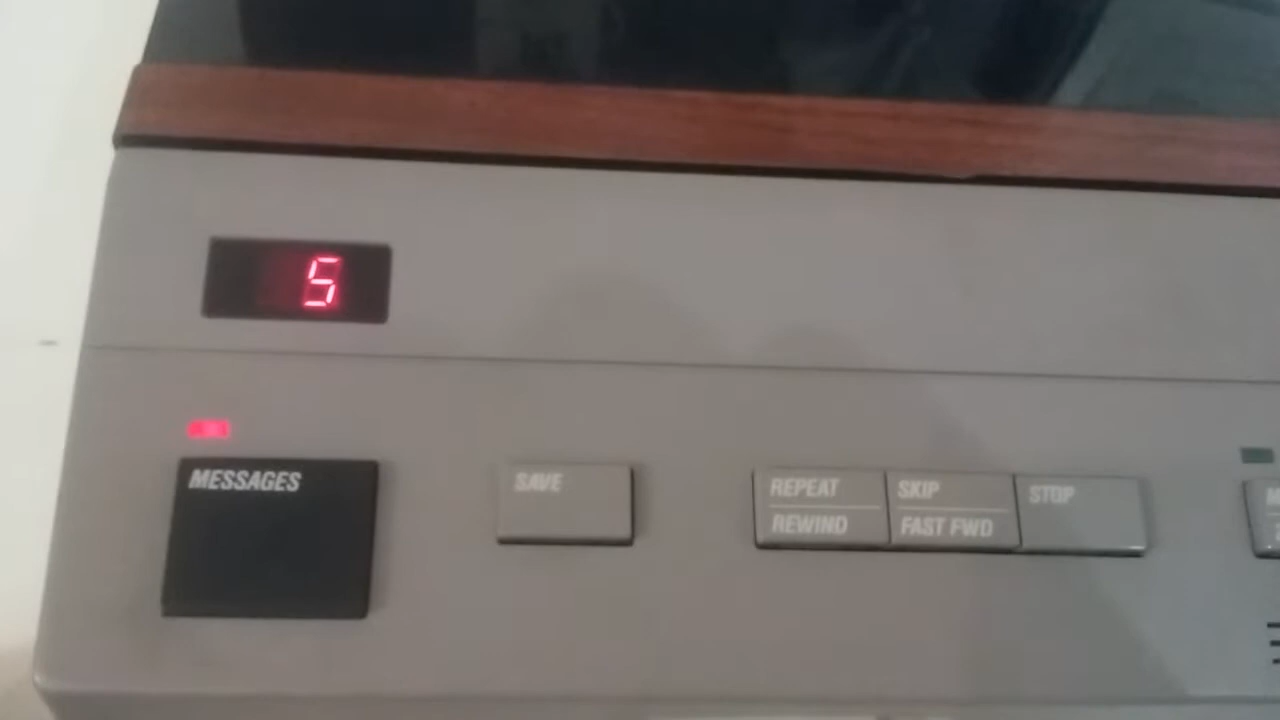 5
MESSAGES
SAVE
REPEAT
REWIND
SKIP
FAST FWD
STOP